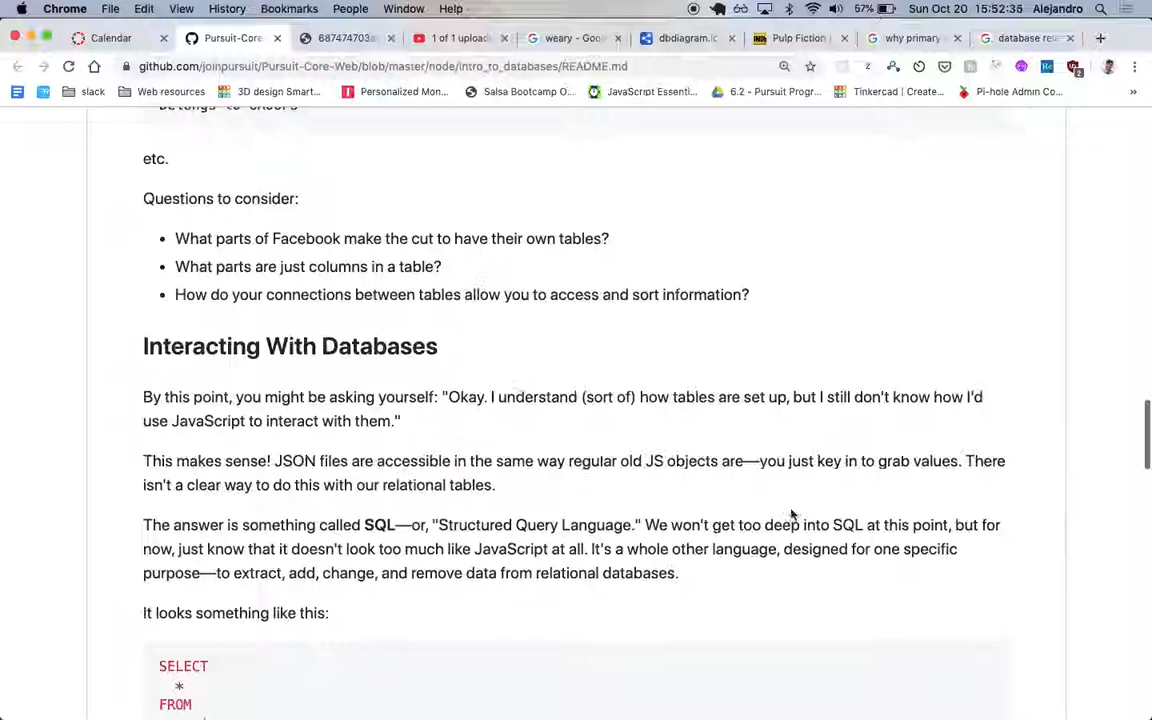 Chrome File Edit View History Bookmarks People Window Help 57% Sun Oct 20 15:52:35 Alejandro
Calendar Pursuit-Core- 687474703a 1 of 1 upload weary - Goo dbdiagram.ic Pulp Fiction why primary database rela
github.com/joinpursuit/Pursuit-Core-Web/blob/master/node/intro_to_databases/README.md
slack Web resources 3D design Smart... Personalized Mon... Salsa Bootcamp O... JavaScript Essenti... 6.2 - Pursuit Progr... Tinkercad | Create... Pi-hole Admin Co... »
Belongs to GROUPS
etc.
Questions to consider:
• What parts of Facebook make the cut to have their own tables?
• What parts are just columns in a table?
• How do your connections between tables allow you to access and sort information?
Interacting With Databases
By this point, you might be asking yourself: "Okay. I understand (sort of) how tables are set up, but I still don't know how I'd
use JavaScript to interact with them."
This makes sense! JSON files are accessible in the same way regular old JS objects are—you just key in to grab values. There
isn't a clear way to do this with our relational tables.
The answer is something called SQL—or, "Structured Query Language." We won't get too deep into SQL at this point, but for
now, just know that it doesn't look too much like JavaScript at all. It's a whole other language, designed for one specific
purpose—to extract, add, change, and remove data from relational databases.
It looks something like this:
SELECT
*
FROM